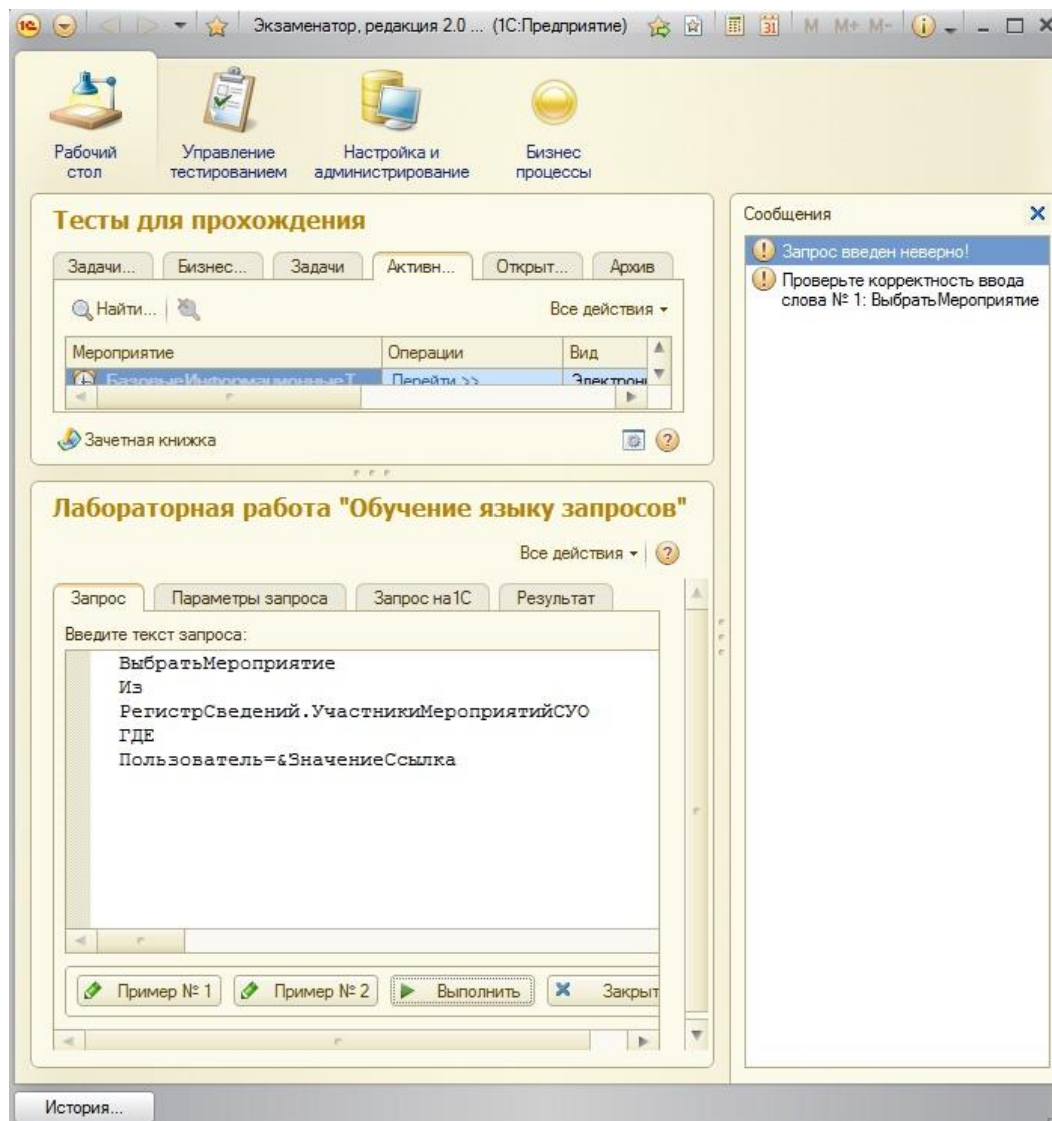 Экзаменатор, редакция 2.0 ... (1С:Предприятие)
31 M M+ M-
Рабочий стол
Управление тестированием
Настройка и администрирование
Бизнес процессы
Тесты для прохождения
Задачи... Бизнес... Задачи Активн... Открыт... Архив
Найти... Все действия
Мероприятие Операции Вид
БазовыеИнформационныеТ Перейти >> Электронн
Зачетная книжка
Лабораторная работа "Обучение языку запросов"
Все действия
Запрос Параметры запроса Запрос на 1С Результат
Введите текст запроса:
ВыбратьМероприятие
Из
РегистрСведений.УчастникиМероприятийСУО
ГДЕ
Пользователь=&ЗначениеСсылка
Пример № 1 Пример № 2 Выполнить Закрыт
Сообщения
Запрос введен неверно!
Проверьте корректность ввода
слова № 1: ВыбратьМероприятие
История...